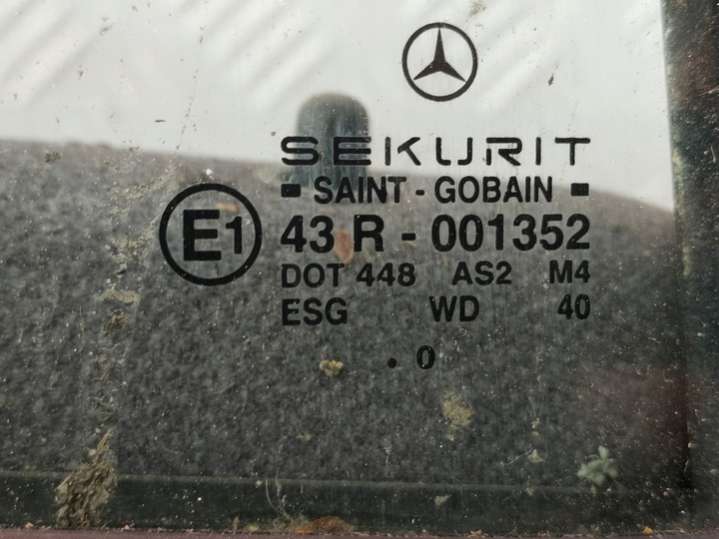 SEKURIT
SAINT - GOBAIN
E1 43 R - 001352
DOT 448 AS2 M4
ESG WD 40
. 0